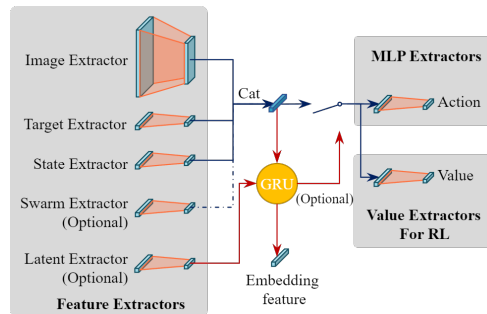 Image Extractor
Target Extractor
State Extractor
Swarm Extractor
(Optional)
Latent Extractor
(Optional)
Feature Extractors
Cat
GRU
(Optional)
Embedding
feature
MLP Extractors
Action
Value
Value Extractors
For RL